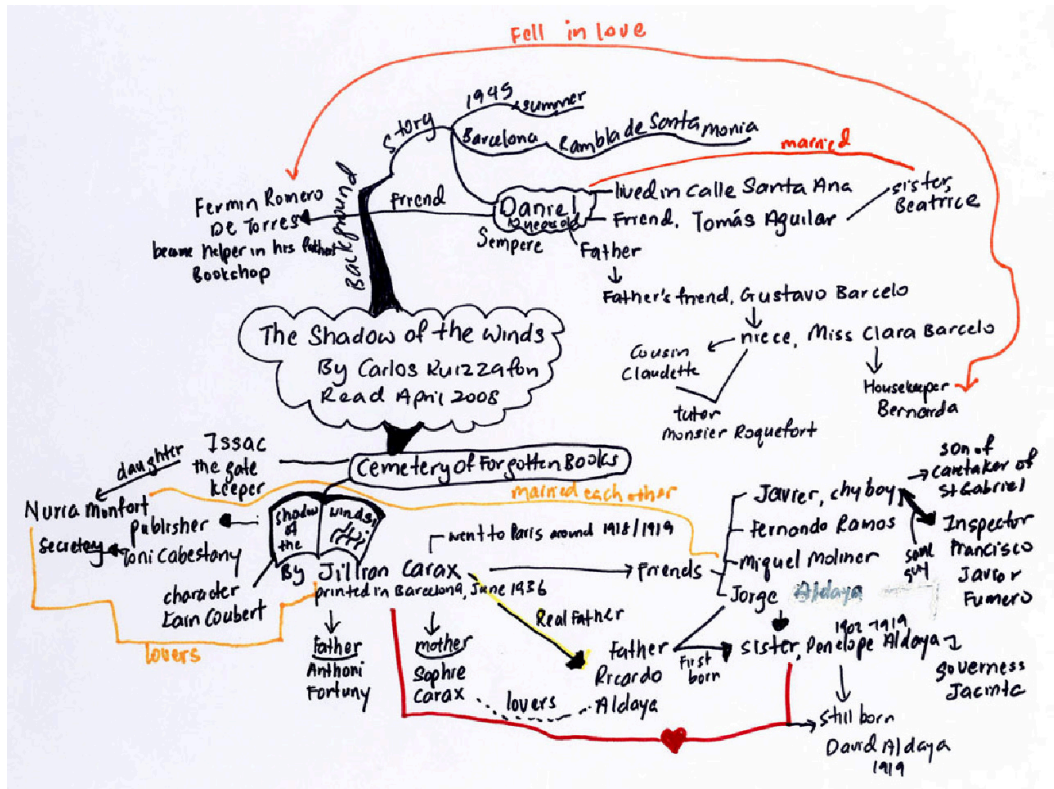 Fell in love
1945 summer
Story
Barcelona Rambla de Santa monia
married
Background
Fermin Romero
De Torres
became helper in his father
Bookshop
Friend
Daniel
Sempere
lived in Calle Santa Ana
Friend, Tomás Aguilar
sister,
Beatrice
Father
Father's friend, Gustavo Barcelo
niece, Miss Clara Barcelo
Cousin
Claudette
tutor
Monsier Roquefort
Housekeeper
Bernarda
The Shadow of the Winds
By Carlos Ruizzafon
Read April 2008
Cemetery of Forgotten Books
Issac
the gate
keeper
daughter
Nuria Monfort
married each other
publisher
Toni Cabestany
secretay
character
Lain Coubert
lovers
Shadow
of
the
winds
By Jillian Carax
printed in Barcelona, June 1936
went to Paris around 1918/1919
Friends
Javier, chyboy
son of
caretaker of
St Gabriel
Fernando Ramos
Miquel Moliner
Jorge Aldaya
same
guy
Inspector
Francisco
Javior
Fumero
Father
Anthoni
Fortuny
mother
Sophie
Carax
lovers
Real Father
Father
Ricardo
Aldaya
First
born
1902-1919
sister, Penelope Aldaya
governess
Jacinta
Still born
David Aldaya
1919